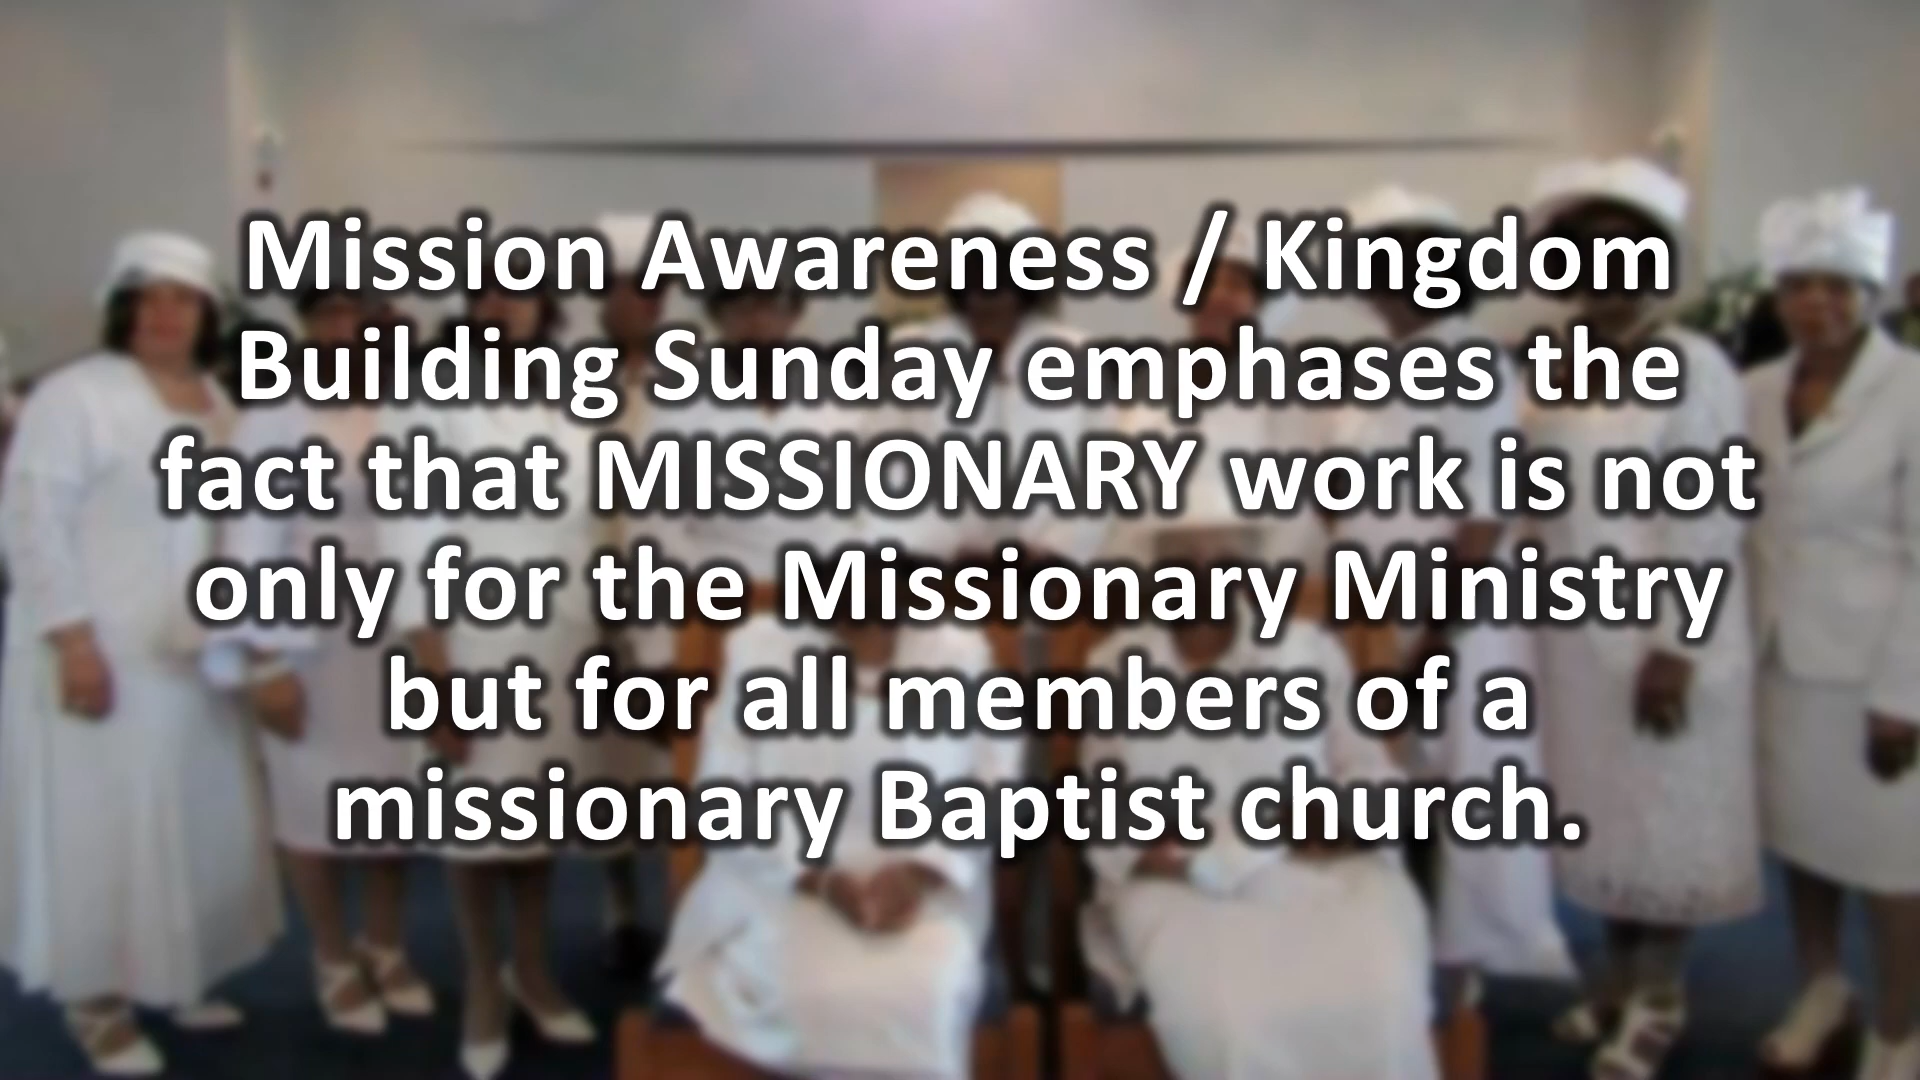 Mission Awareness / Kingdom
Building Sunday emphases the
fact that MISSIONARY work is not
only for the Missionary Ministry
but for all members of a
missionary Baptist church.